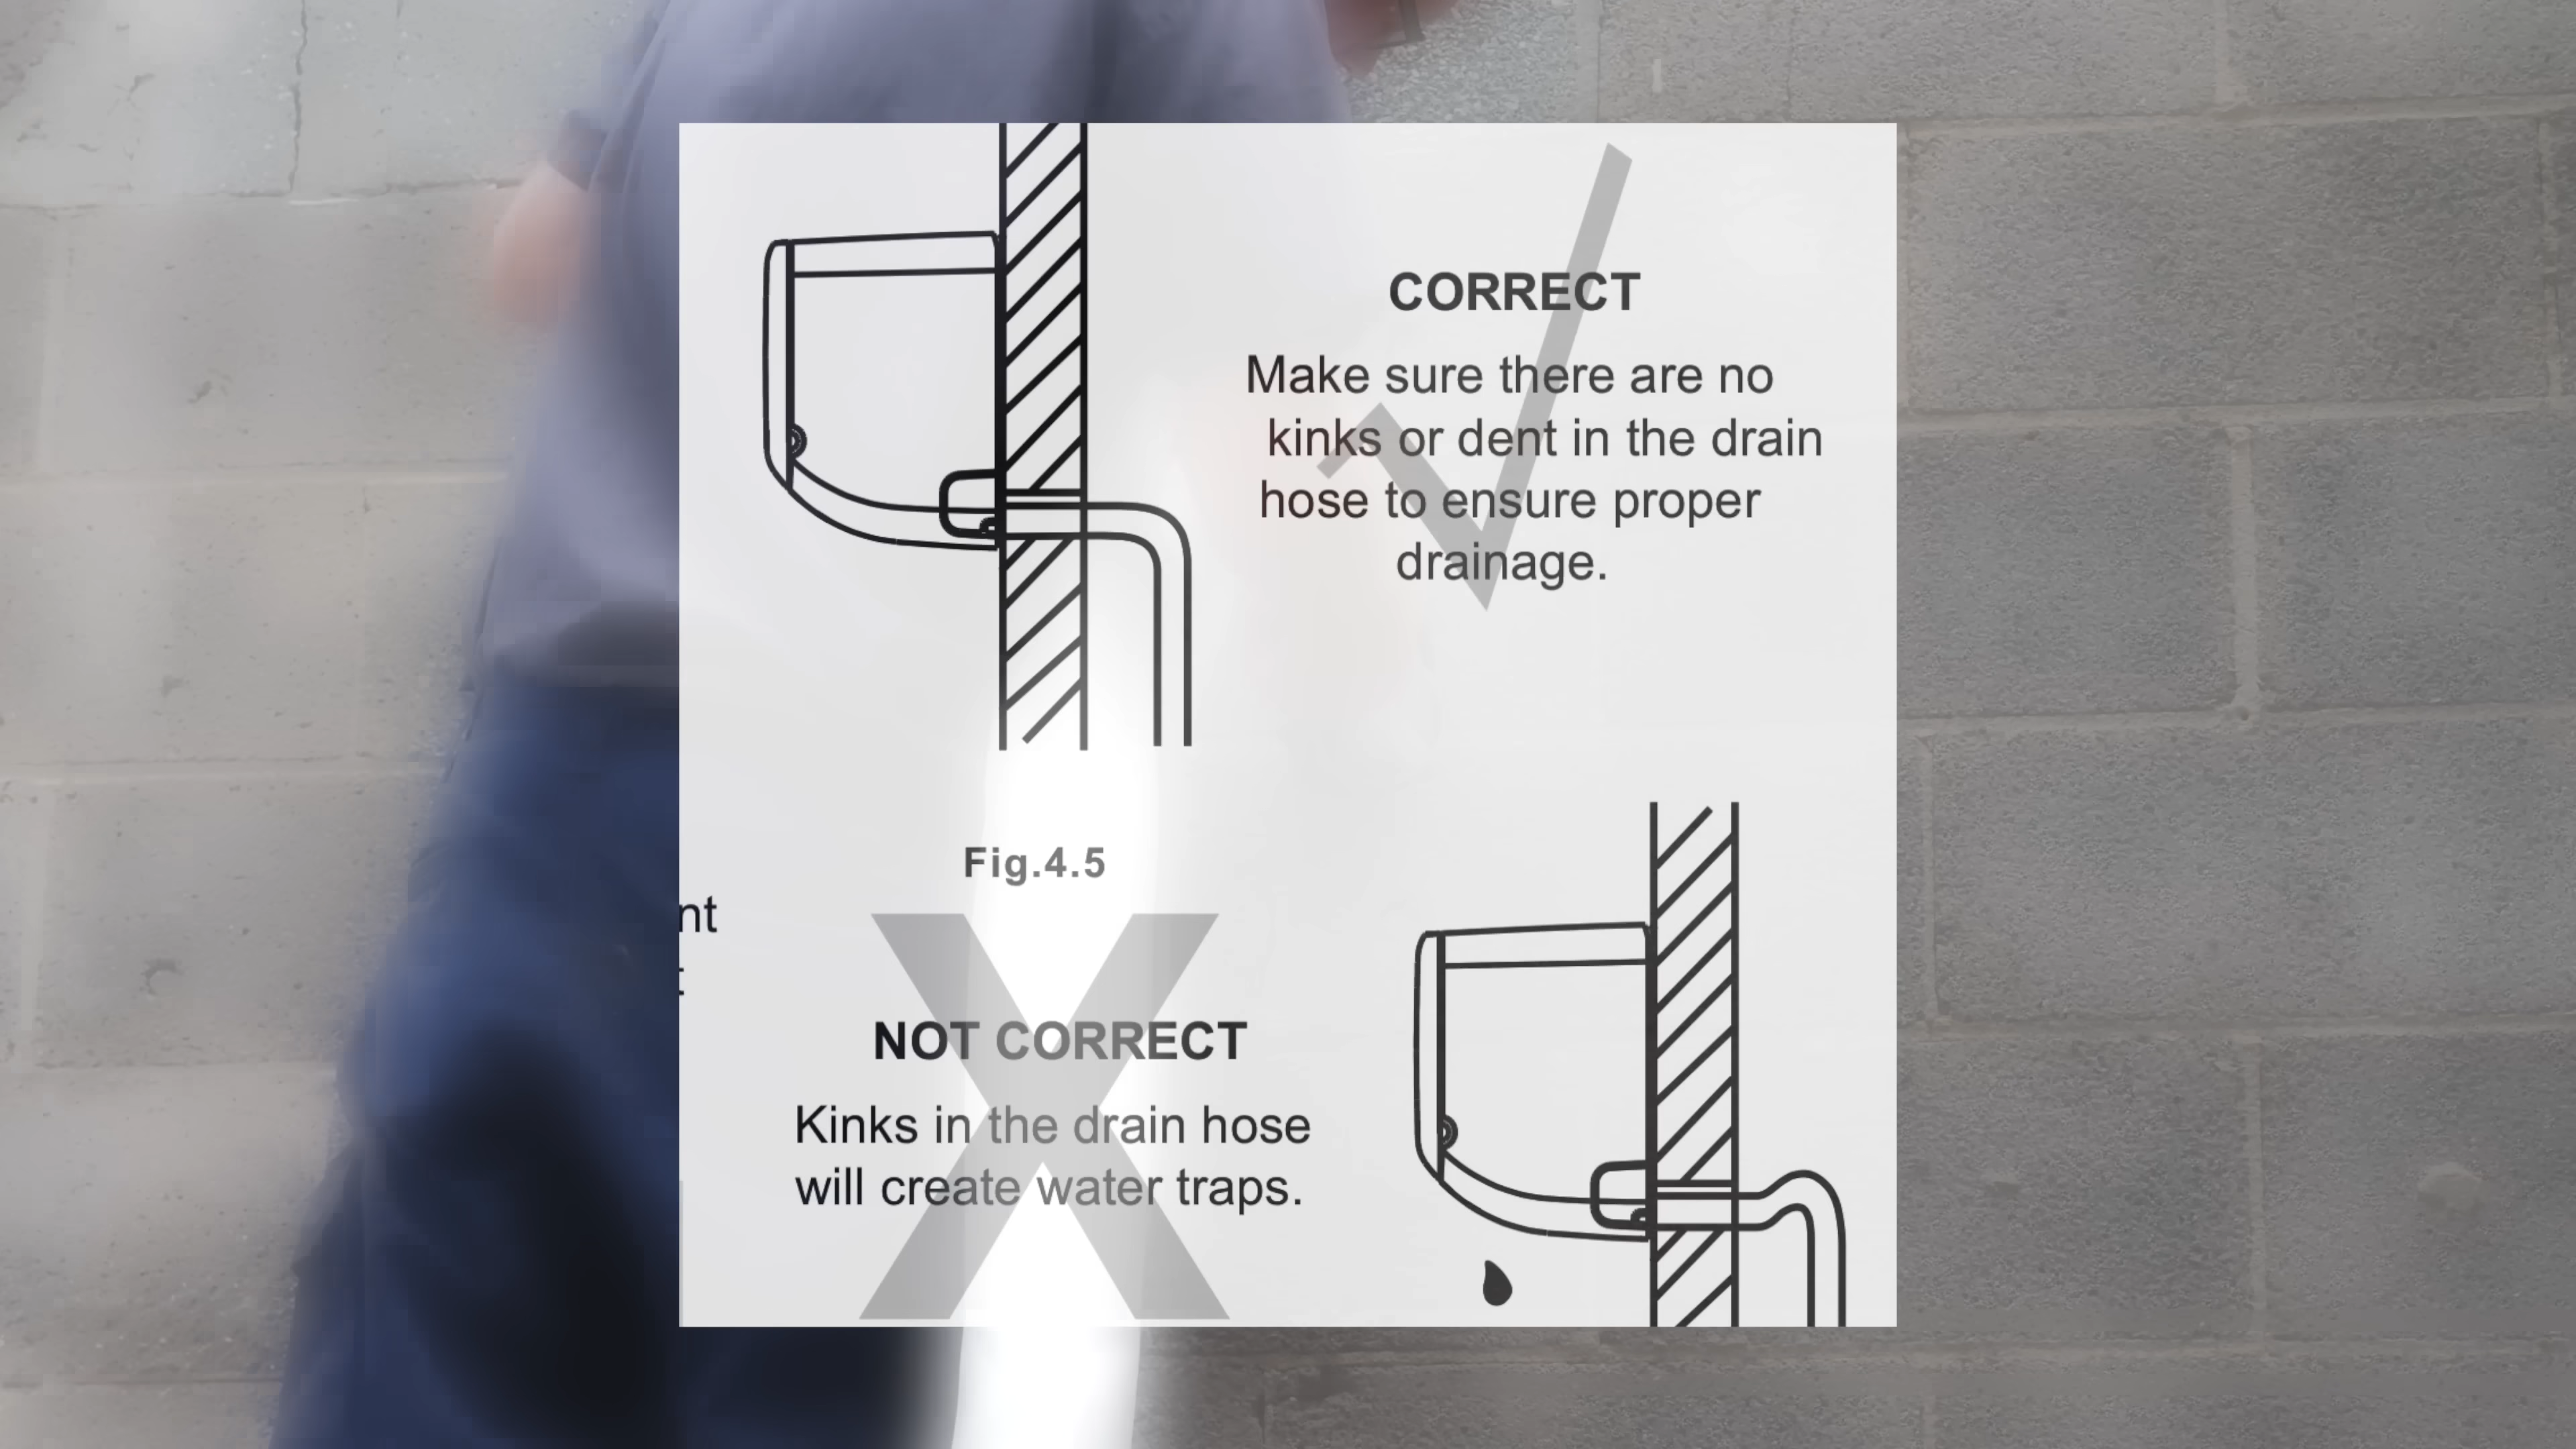 CORRECT
Make sure there are no
kinks or dent in the drain
hose to ensure proper
drainage.
Fig.4.5
nt
NOT CORRECT
Kinks in the drain hose
will create water traps.